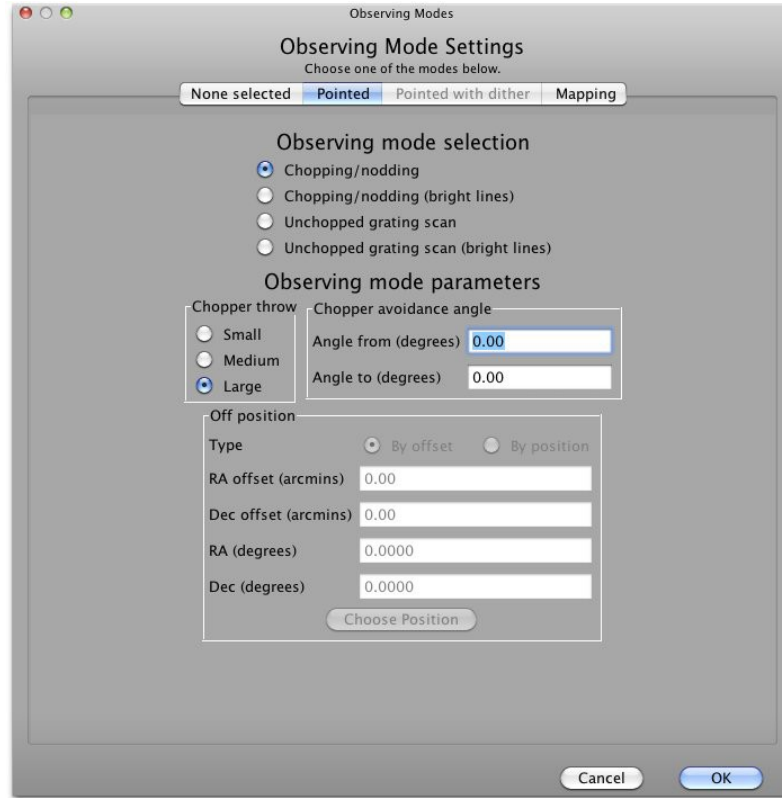 Observing Modes
Observing Mode Settings
Choose one of the modes below.
None selected Pointed Pointed with dither Mapping
Observing mode selection
Chopping/nodding
Chopping/nodding (bright lines)
Unchopped grating scan
Unchopped grating scan (bright lines)
Observing mode parameters
Chopper throw
Small
Medium
Large
Chopper avoidance angle
Angle from (degrees) 0.00
Angle to (degrees) 0.00
Off position
Type By offset By position
RA offset (arcmins) 0.00
Dec offset (arcmins) 0.00
RA (degrees) 0.0000
Dec (degrees) 0.0000
Choose Position
Cancel OK